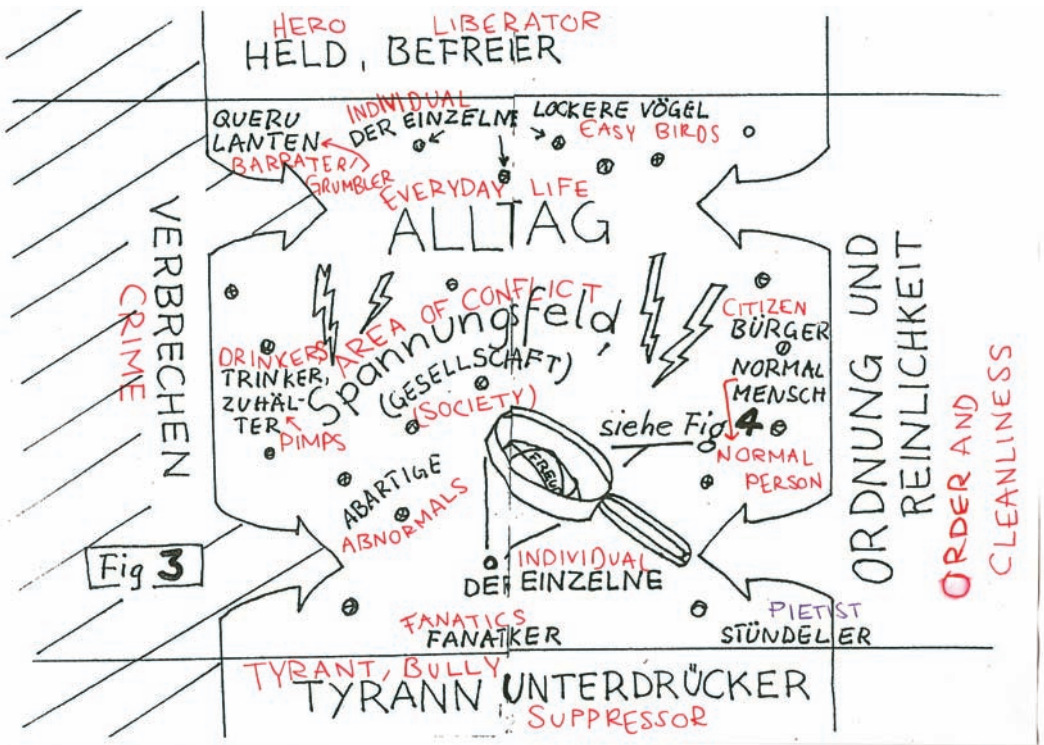 HERO LIBERATOR
HELD, BEFREIER
QUERU
LANTEN
BARRATER/
GRUMBLER
INDIVIDUAL
DER EINZELNE
LOCKERE VÖGEL
EASY BIRDS
EVERYDAY LIFE
ALLTAG
VERBRECHEN
CRIME
AREA OF CONFLICT
Spannungsfeld
(GESELLSCHAFT)
(SOCIETY)
DRINKERS
TRINKER,
ZUHÄL-
TER
PIMPS
CITIZEN
BÜRGER
NORMAL
MENSCH
NORMAL
PERSON
siehe Fig 4
FREU
ABARTIGE
ABNORMALS
ORDNUNG UND
REINLICHKEIT
ORDER AND
CLEANLINESS
Fig 3
INDIVIDUAL
DER EINZELNE
FANATICS
FANATIKER
PIETIST
STÜNDELER
TYRANT, BULLY
TYRANN UNTERDRÜCKER
SUPPRESSOR